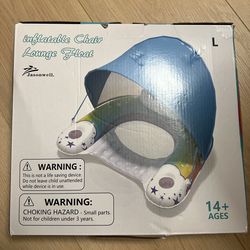 inflatable Chair
Lounge Float
Jasonwell
L
WARNING:
This is not a life saving device.
Do not leave child unattended
while device is in use.
WARNING:
CHOKING HAZARD - Small parts.
Not for children under 3 years.
14+
AGES